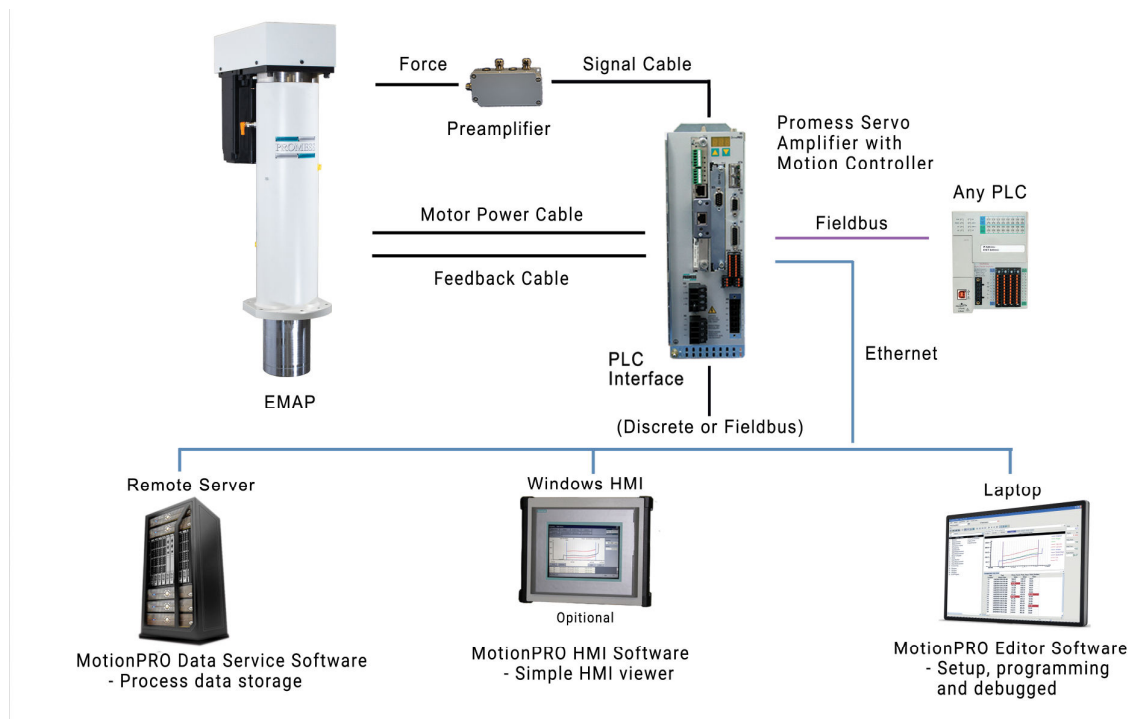 Force
Signal Cable
Preamplifier
PROMESS
Promess Servo
Amplifier with
Motion Controller
Any PLC
Motor Power Cable
Fieldbus
Feedback Cable
Ethernet
PLC
Interface
EMAP
(Discrete or Fieldbus)
Remote Server
Windows HMI
Laptop
Opitional
MotionPRO Data Service Software
- Process data storage
MotionPRO HMI Software
- Simple HMI viewer
MotionPRO Editor Software
- Setup, programming
and debugged